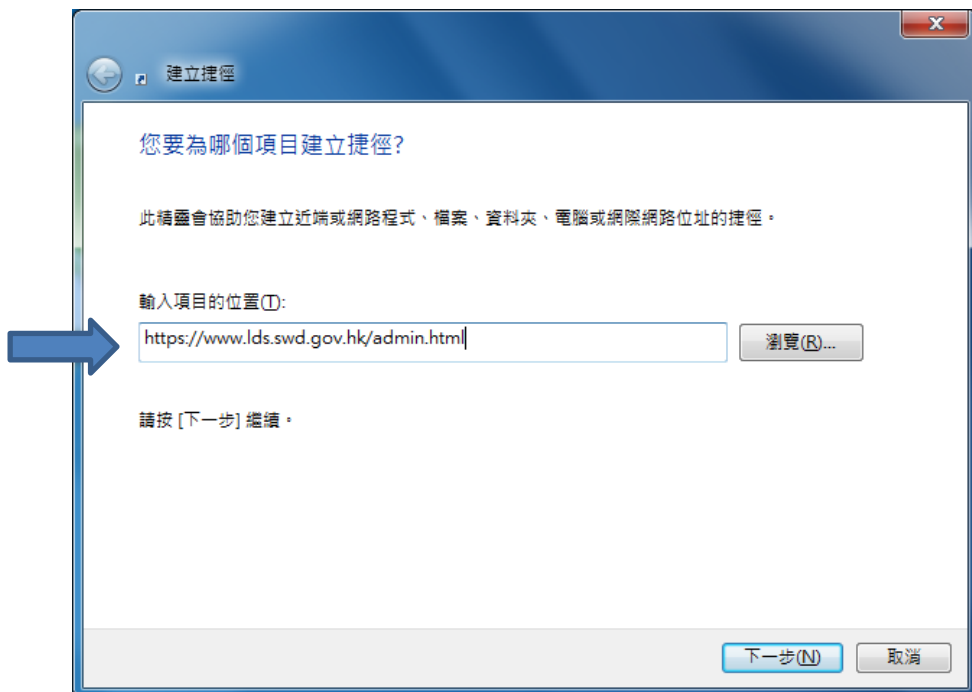 建立捷徑
您要為哪個項目建立捷徑?
此精靈會協助您建立近端或網路程式、檔案、資料夾、電腦或網際網路位址的捷徑。
輸入項目的位置(T):
https://www.lds.swd.gov.hk/admin.html
瀏覽(R)...
請按 [下一步] 繼續。
下一步(N)
取消